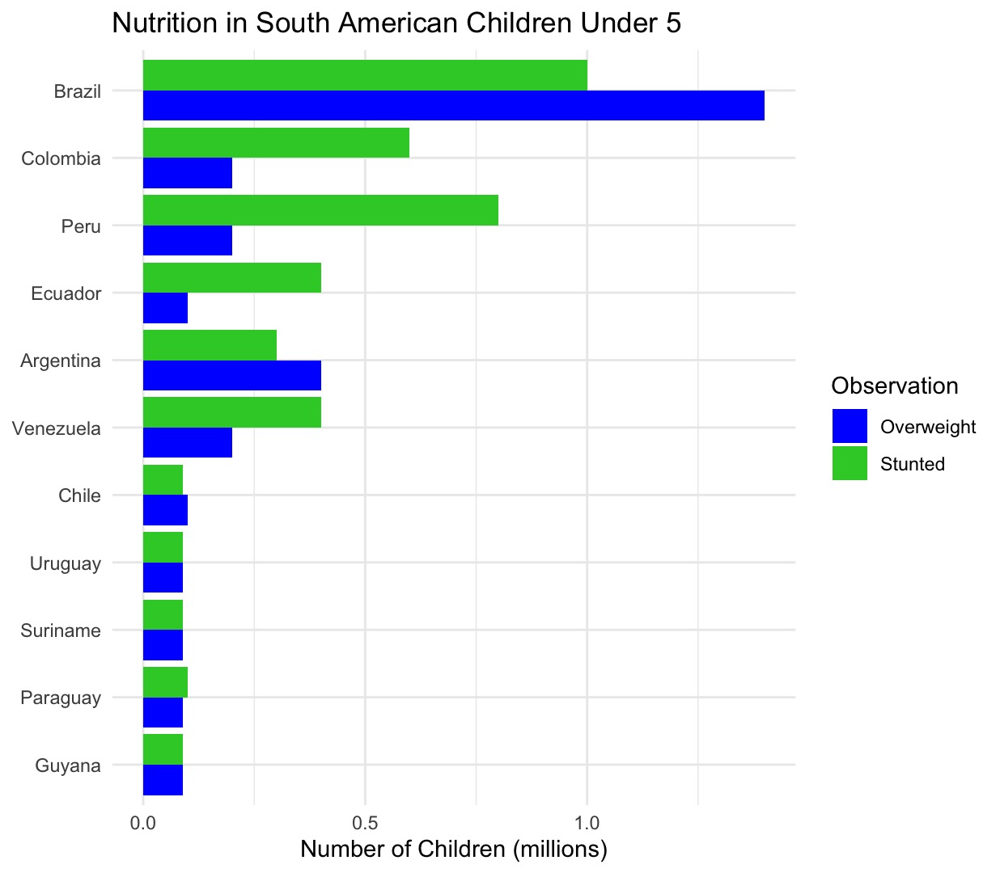 Nutrition in South American Children Under 5
Brazil
Colombia
Peru
Ecuador
Argentina
Venezuela
Chile
Uruguay
Suriname
Paraguay
Guyana
0.0 0.5 1.0
Number of Children (millions)
Observation
Overweight
Stunted